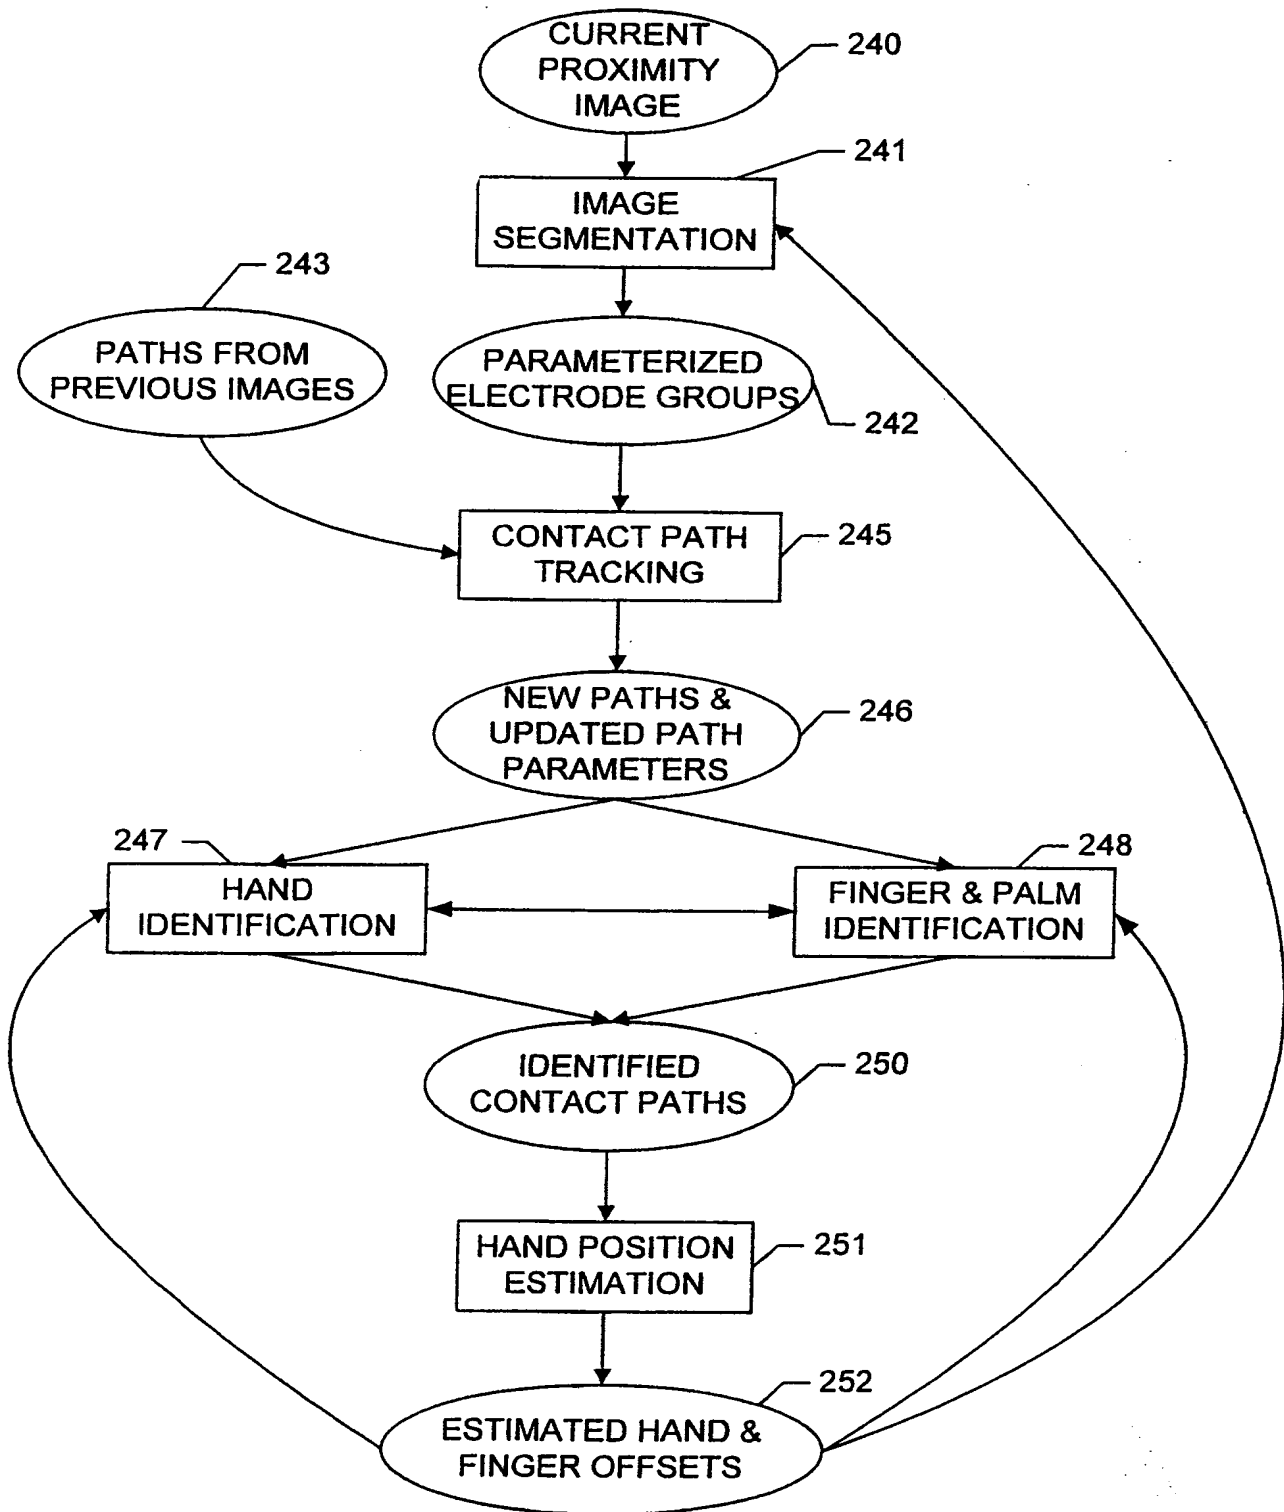 CURRENT
PROXIMITY
IMAGE
240
241
IMAGE
SEGMENTATION
243
PATHS FROM
PREVIOUS IMAGES
PARAMETERIZED
ELECTRODE GROUPS
242
CONTACT PATH
TRACKING
245
NEW PATHS &
UPDATED PATH
PARAMETERS
246
247
HAND
IDENTIFICATION
248
FINGER & PALM
IDENTIFICATION
IDENTIFIED
CONTACT PATHS
250
HAND POSITION
ESTIMATION
251
252
ESTIMATED HAND &
FINGER OFFSETS